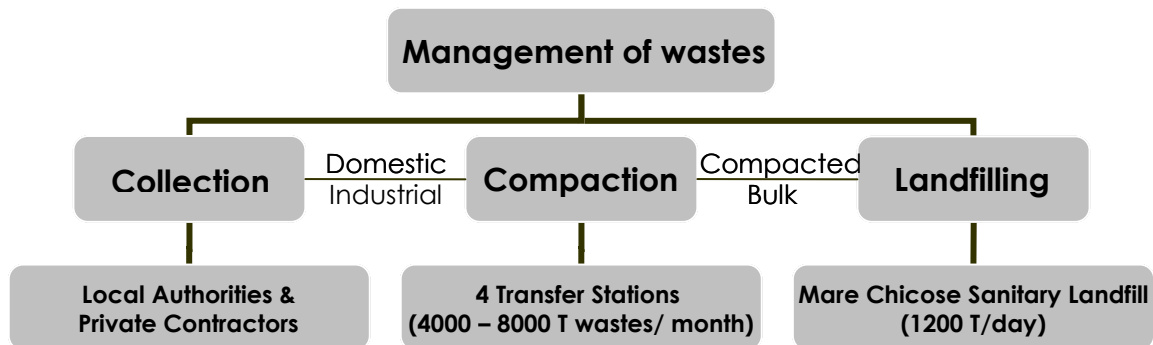 Management of wastes
Collection
Domestic
Industrial
Compaction
Compacted
Bulk
Landfilling
Local Authorities &
Private Contractors
4 Transfer Stations
(4000 – 8000 T wastes/ month)
Mare Chicose Sanitary Landfill
(1200 T/day)